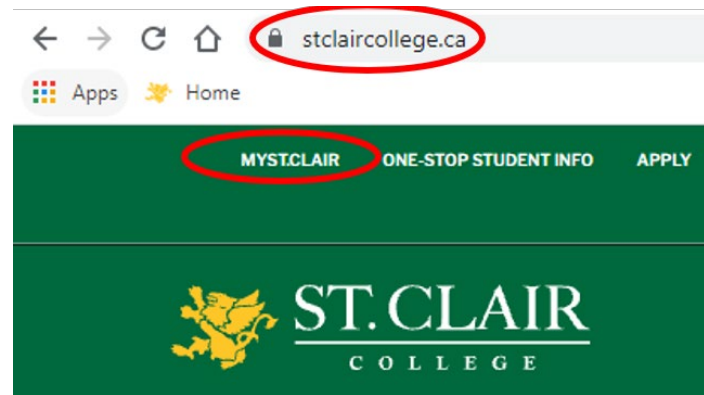 stclaircollege.ca
Apps Home
MYST.CLAIR ONE-STOP STUDENT INFO APPLY
ST. CLAIR
COLLEGE